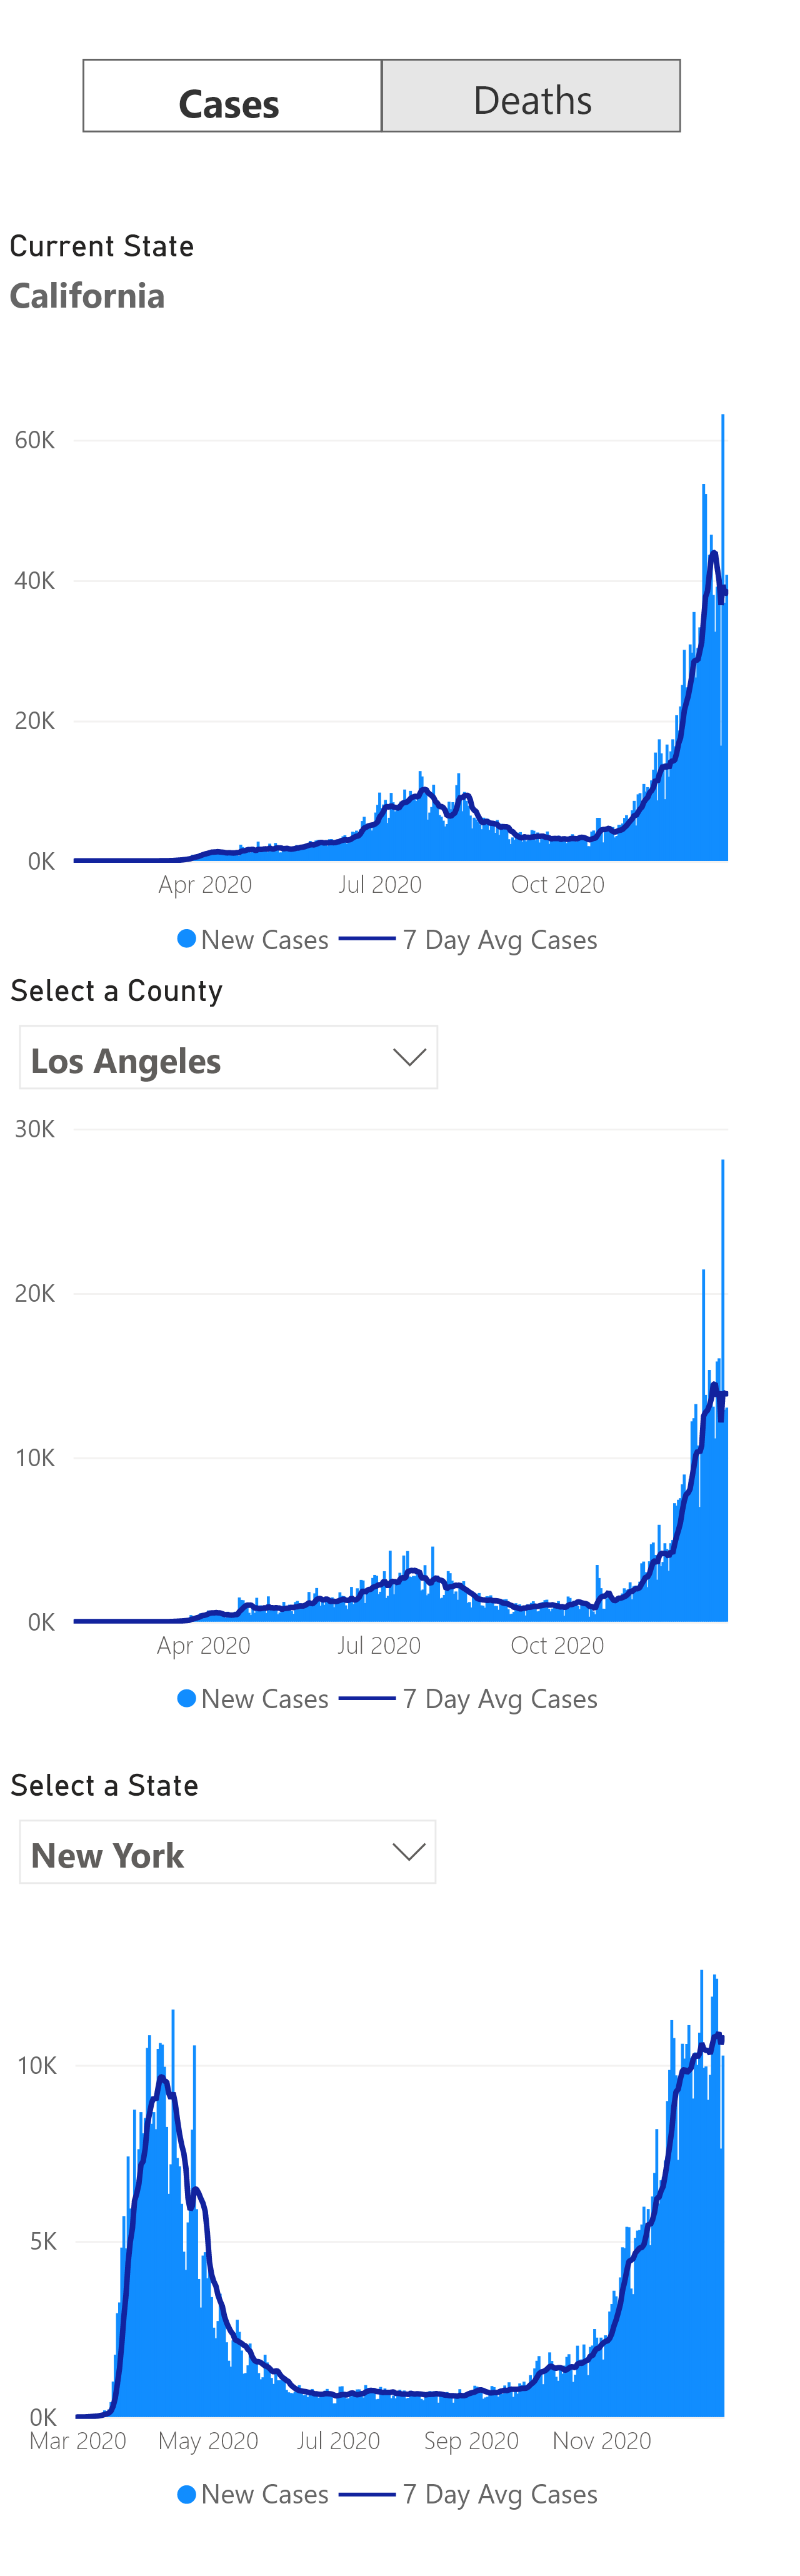 Cases Deaths
Current State
California
60K
40K
20K
0K
Apr 2020 Jul 2020 Oct 2020
New Cases 7 Day Avg Cases
Select a County
Los Angeles
30K
20K
10K
0K
Apr 2020 Jul 2020 Oct 2020
New Cases 7 Day Avg Cases
Select a State
New York
10K
5K
0K
Mar 2020 May 2020 Jul 2020 Sep 2020 Nov 2020
New Cases 7 Day Avg Cases